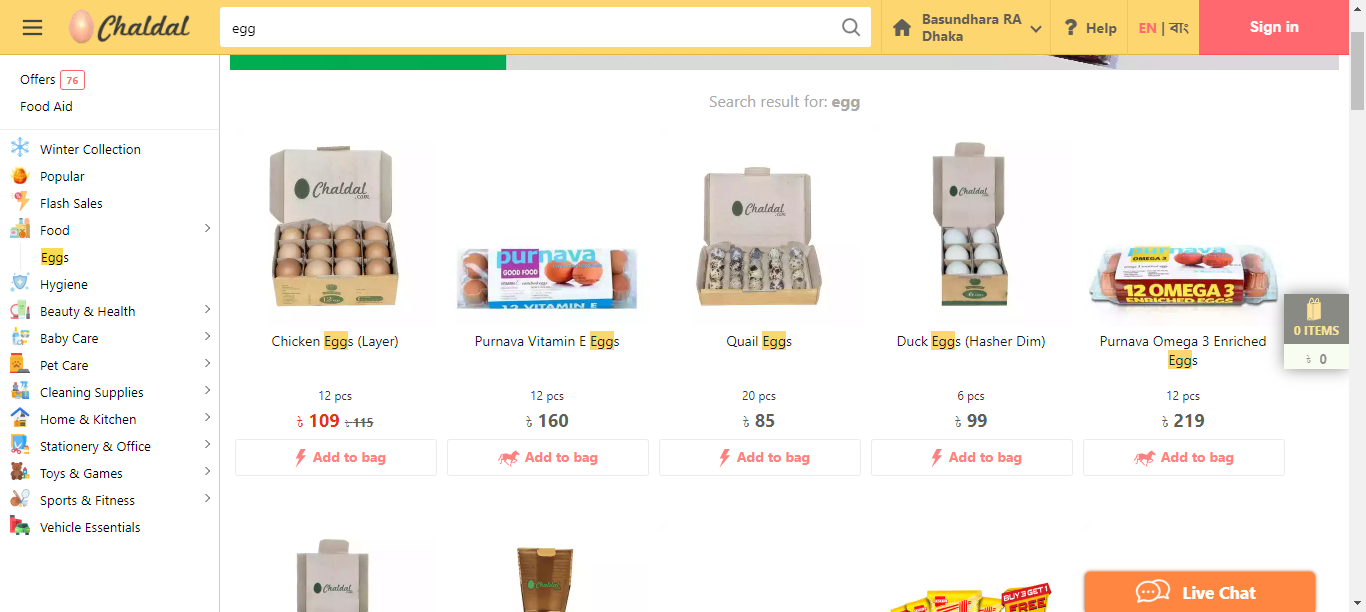 Chaldal
egg
Basundhara RA
Dhaka
? Help
EN | বাং
Sign in
Offers 76
Food Aid
Winter Collection
Popular
Flash Sales
Food
Eggs
Hygiene
Beauty & Health
Baby Care
Pet Care
Cleaning Supplies
Home & Kitchen
Stationery & Office
Toys & Games
Sports & Fitness
Vehicle Essentials
Search result for: egg
Chaldal
.com
purnava
GOOD FOOD
12 VITAMIN E
Chaldal
.com
Chaldal
.com
purnava
OMEGA 3
12 OMEGA 3
ENRICHED EGGS
Chicken Eggs (Layer)
12 pcs
৳ 109 ৳ 115
Add to bag
Purnava Vitamin E Eggs
12 pcs
৳ 160
Add to bag
Quail Eggs
20 pcs
৳ 85
Add to bag
Duck Eggs (Hasher Dim)
6 pcs
৳ 99
Add to bag
Purnava Omega 3 Enriched
Eggs
12 pcs
৳ 219
Add to bag
0 ITEMS
৳ 0
Chaldal
Chaldal
BUY 3 GET 1
FREE
Live Chat